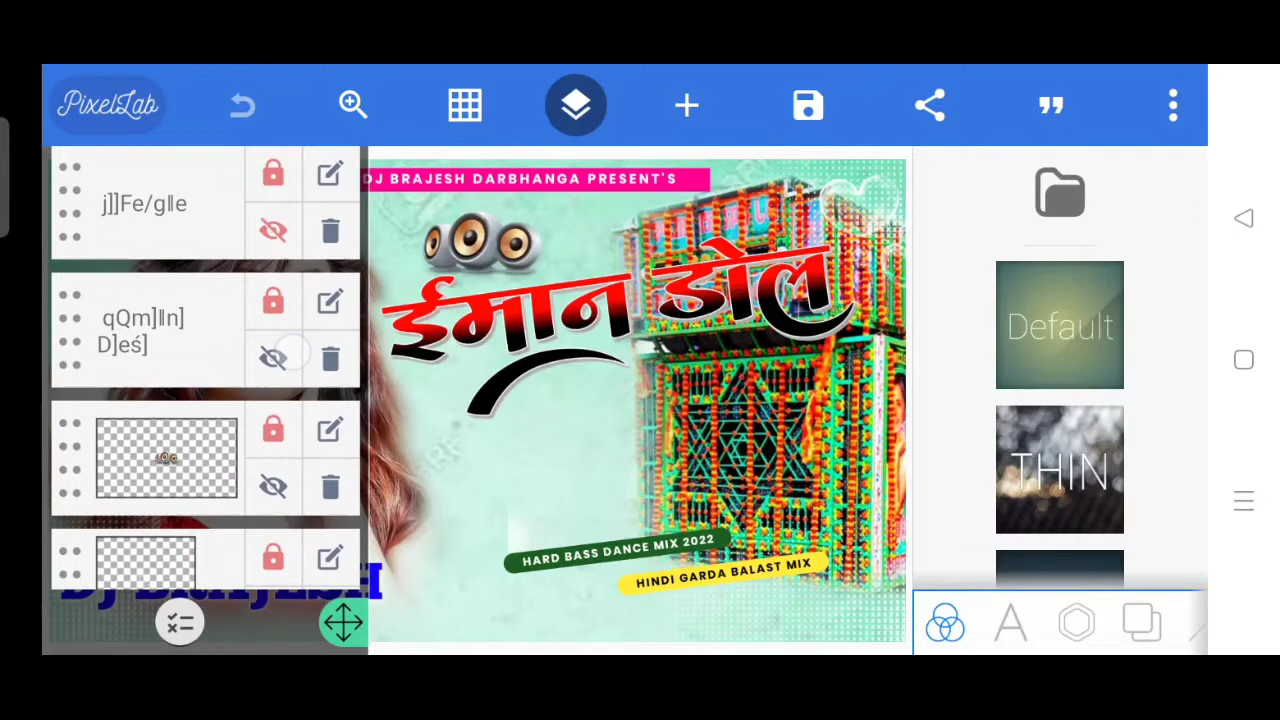 PixelLab
j]]Fe/g‖e
DJ BRAJESH DARBHANGA PRESENT'S
ईमान डोल
qQm]‖n]
D]eś]
Default
THIN
HARD BASS DANCE MIX 2022
HINDI GARDA BALAST MIX